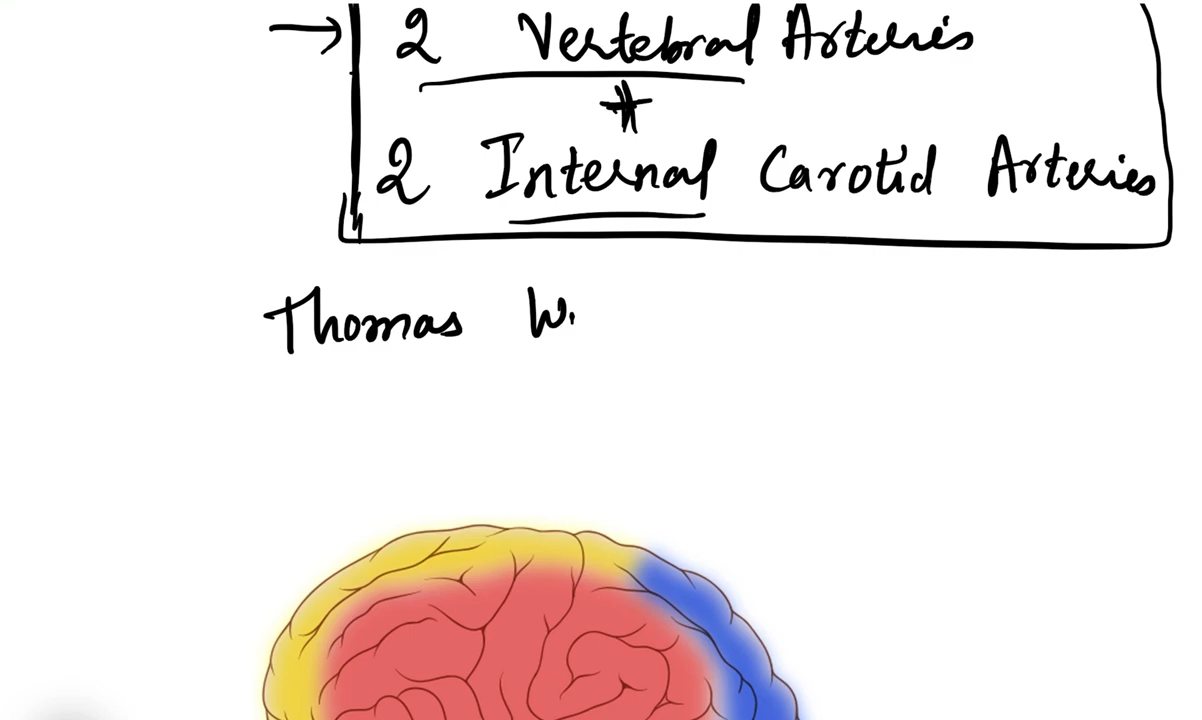 → 2 Vertebral Arteries
+
2 Internal Carotid Arteries
Thomas W.